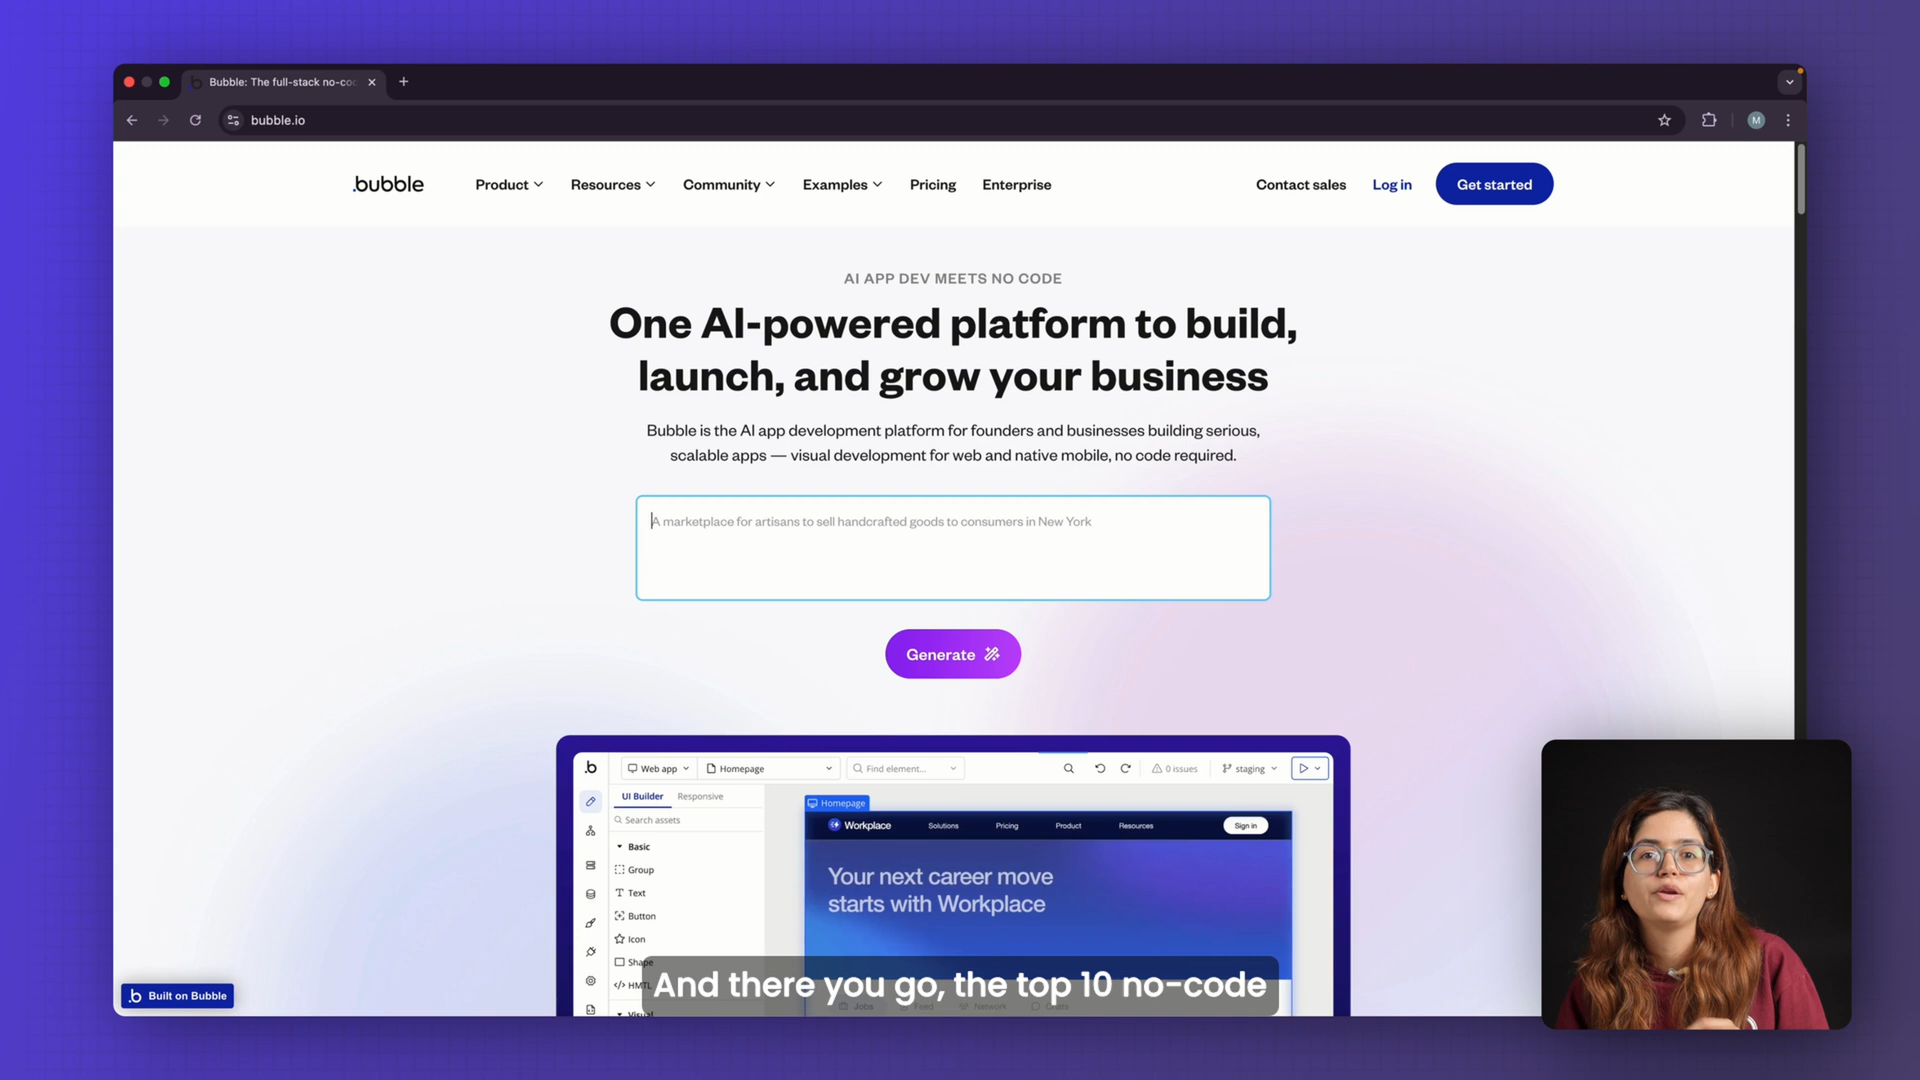 Bubble: The full-stack no-co
bubble.io
M
.bubble
Product
Resources
Community
Examples
Pricing
Enterprise
Contact sales
Log in
Get started
AI APP DEV MEETS NO CODE
One AI-powered platform to build,
launch, and grow your business
Bubble is the AI app development platform for founders and businesses building serious,
scalable apps — visual development for web and native mobile, no code required.
A marketplace for artisans to sell handcrafted goods to consumers in New York
Generate
.b
Web app
Homepage
Find element...
0 issues
staging
UI Builder
Responsive
Search assets
Homepage
Workplace
Solutions
Pricing
Product
Resources
Sign in
Basic
Group
Text
Button
Icon
Shape
</> HMTL
Visual
Your next career move
starts with Workplace
Jobs
Feed
Network
And there you go, the top 10 no-code
.b Built on Bubble